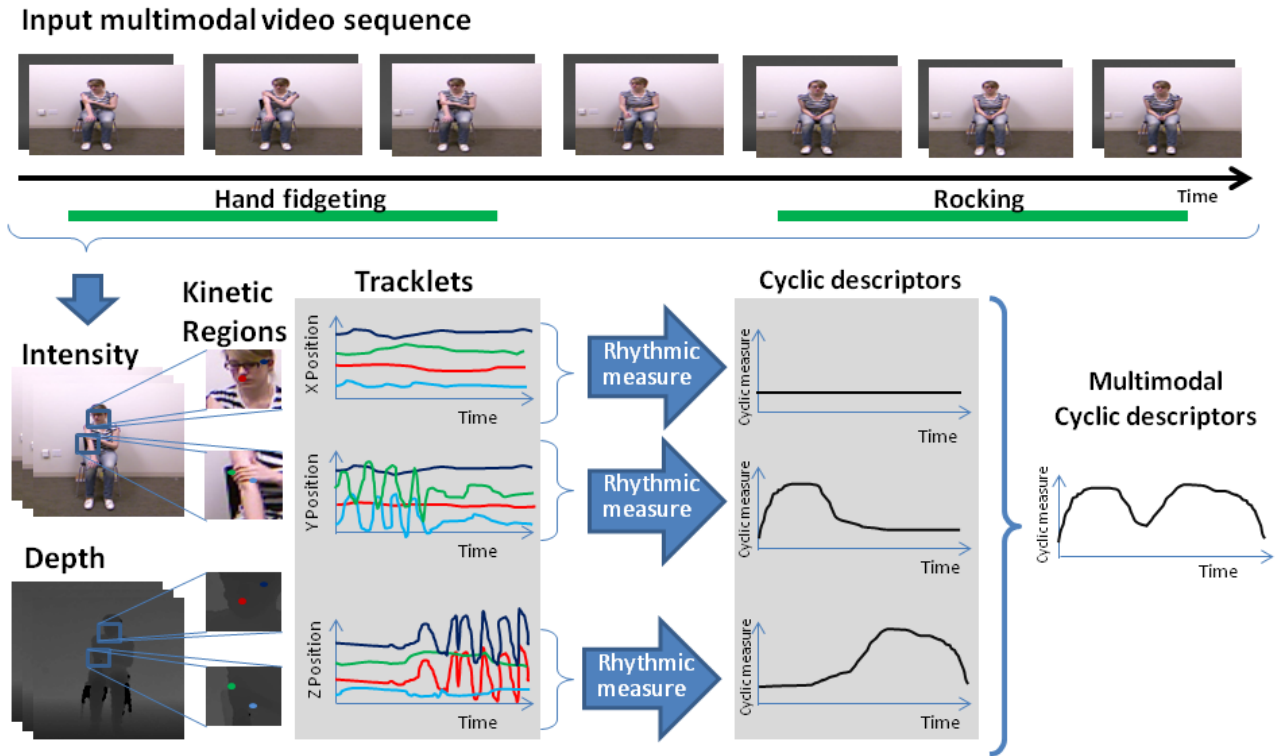 Input multimodal video sequence
Time
Hand fidgeting
Rocking
Kinetic
Regions
Intensity
Depth
Tracklets
X Position
Time
Y Position
Time
Z Position
Time
Rhythmic
measure
Rhythmic
measure
Rhythmic
measure
Cyclic descriptors
Cyclic measure
Time
Cyclic measure
Time
Cyclic measure
Time
Multimodal
Cyclic descriptors
Cyclic measure
Time